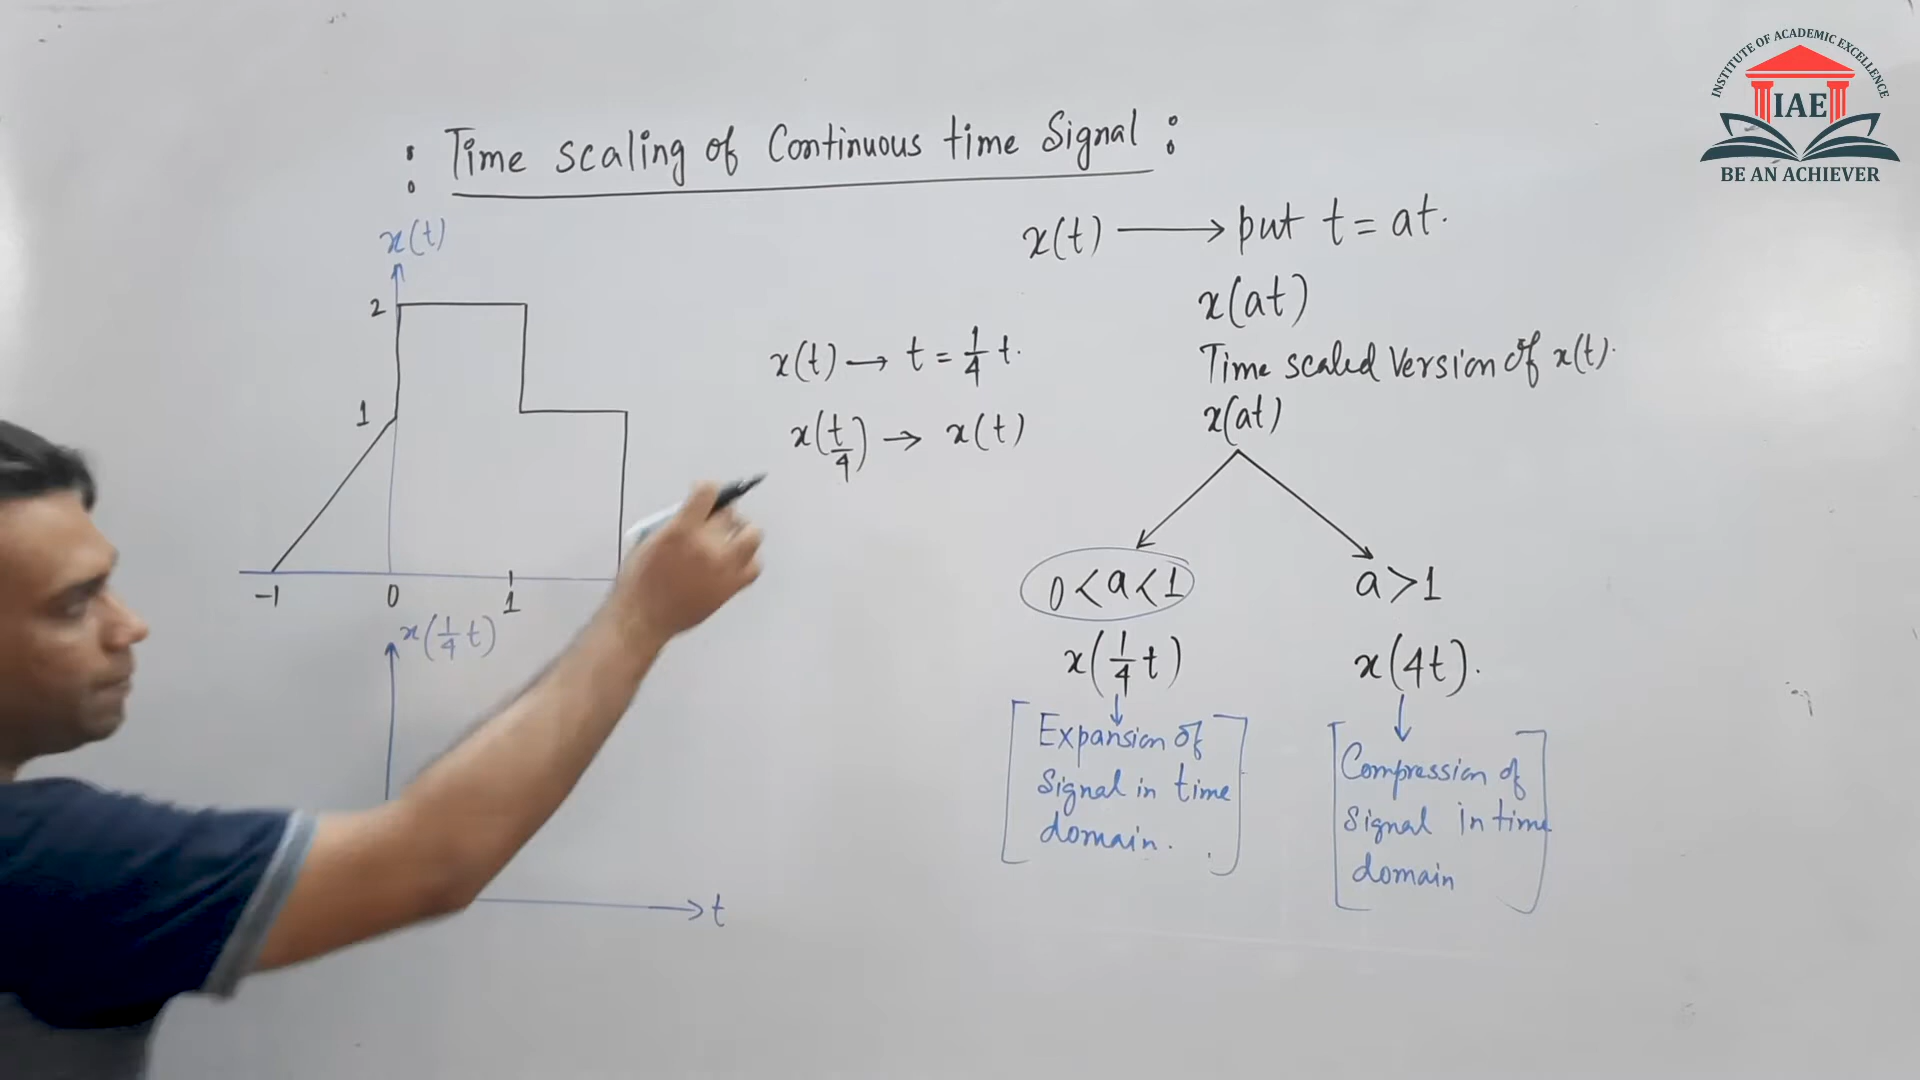 INSTITUTE OF ACADEMIC EXCELLENCE
IAE
BE AN ACHIEVER
: Time scaling of Continuous time Signal :
x(t)
2
1
-1 0 1
x(1/4 t)
t
x(t) → t = 1/4 t.
x(t/4) → x(t)
x(t) → put t = at.
x(at)
Time scaled Version of x(t).
x(at)
0<a<1
x(1/4 t)
↓
[Expansion of
Signal in time
domain.]
a>1
x(4t).
↓
[Compression of
Signal in time
domain]